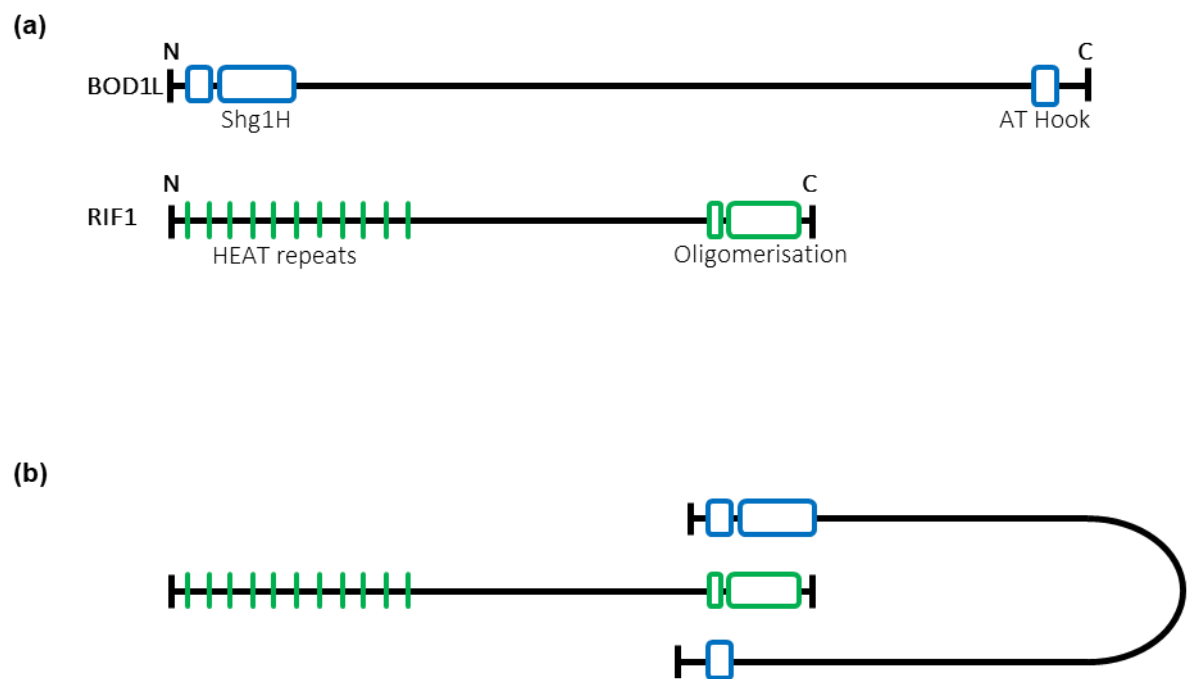 (a)
N C
BOD1L
Shg1H AT Hook
N C
RIF1
HEAT repeats Oligomerisation
(b)